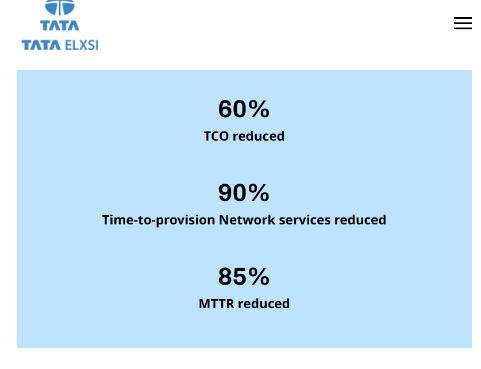 TATA
TATA ELXSI
60%
TCO reduced
90%
Time-to-provision Network services reduced
85%
MTTR reduced